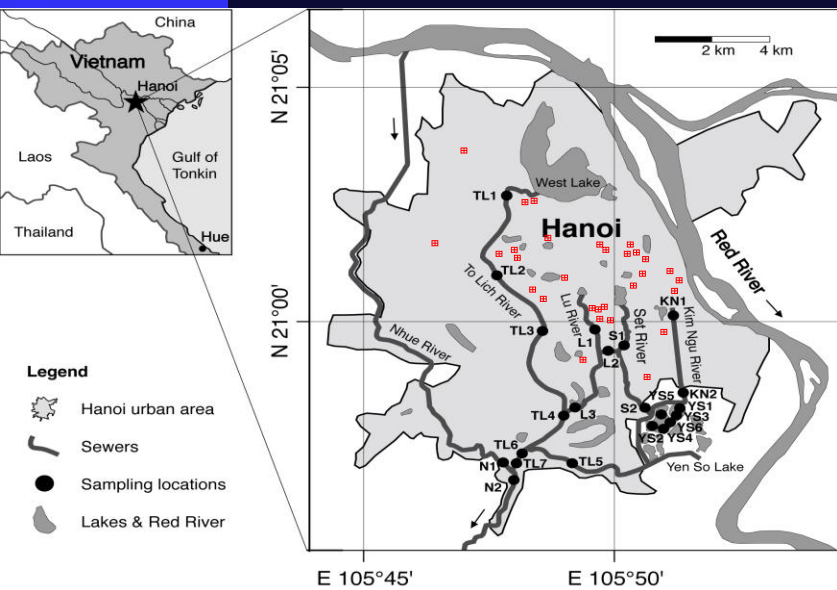 China
Vietnam
Hanoi
Laos
Gulf of
Tonkin
Thailand
Hue
Legend
Hanoi urban area
Sewers
Sampling locations
Lakes & Red River
N 21°05'
N 21°00'
E 105°45'
E 105°50'
2 km
4 km
West Lake
TL1
Hanoi
Red River
TL2
To Lich River
Lu River
Set River
KN1
Kim Ngu River
TL3
L1
S1
L2
Nhue River
YS5
KN2
YS1
S2
YS3
TL4
L3
YS6
YS2
YS4
TL6
N1
TL7
TL5
Yen So Lake
N2